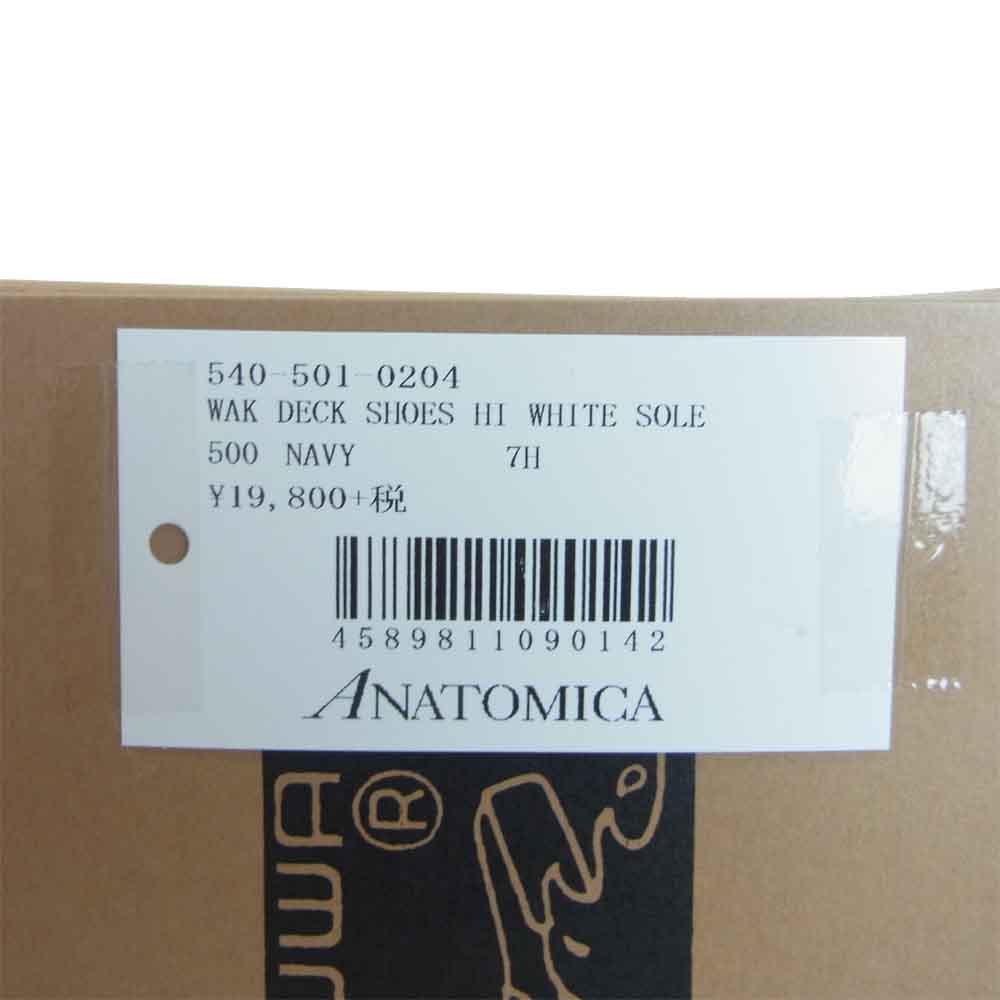 540-501-0204
WAK DECK SHOES HI WHITE SOLE
500 NAVY 7H
¥19,800+税
4589811090142
ANATOMICA
®